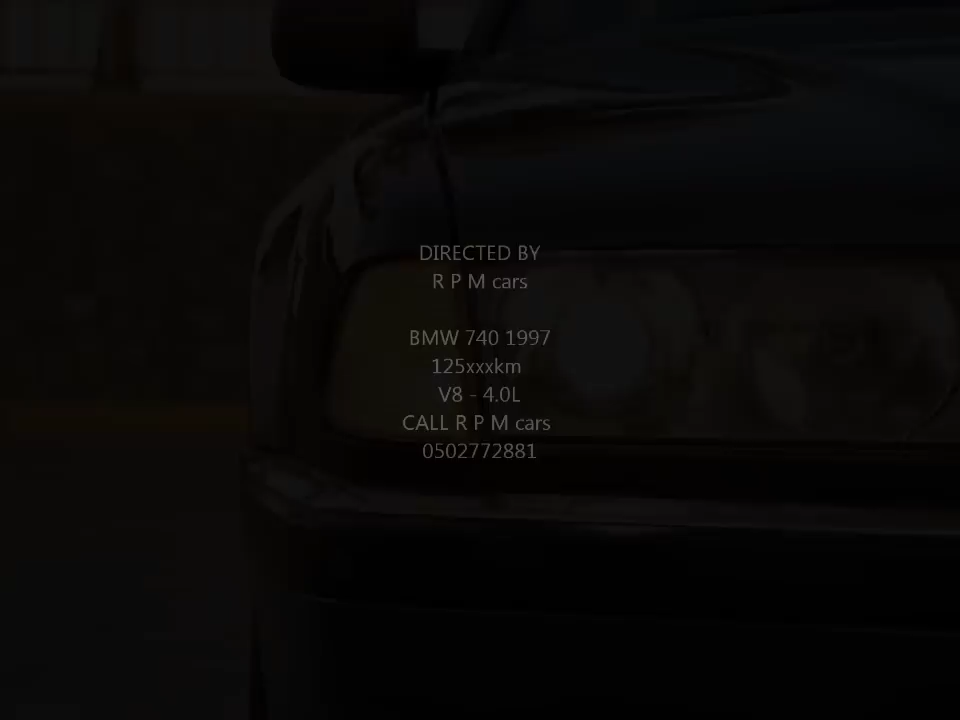 DIRECTED BY
R P M cars
BMW 740 1997
125xxxkm
V8 - 4.0L
CALL R P M cars
0502772881